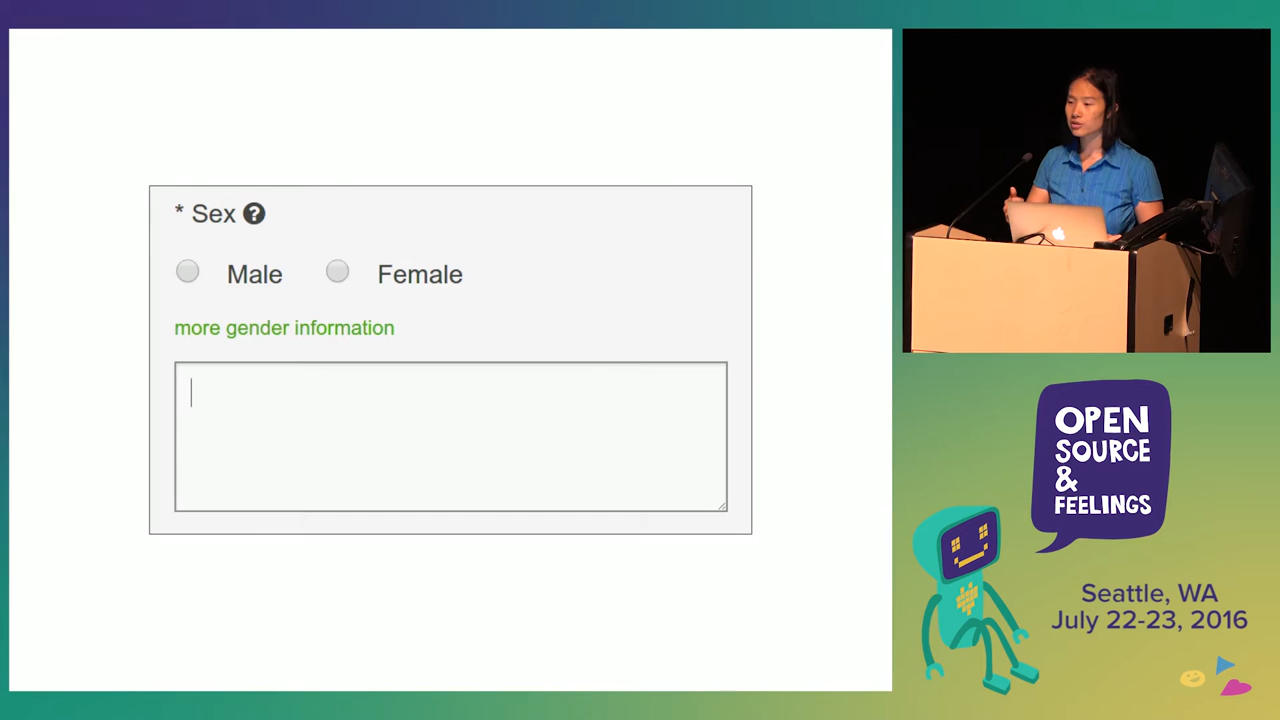 * Sex ?
Male Female
more gender information
OPEN
SOURCE
&
FEELINGS
Seattle, WA
July 22-23, 2016